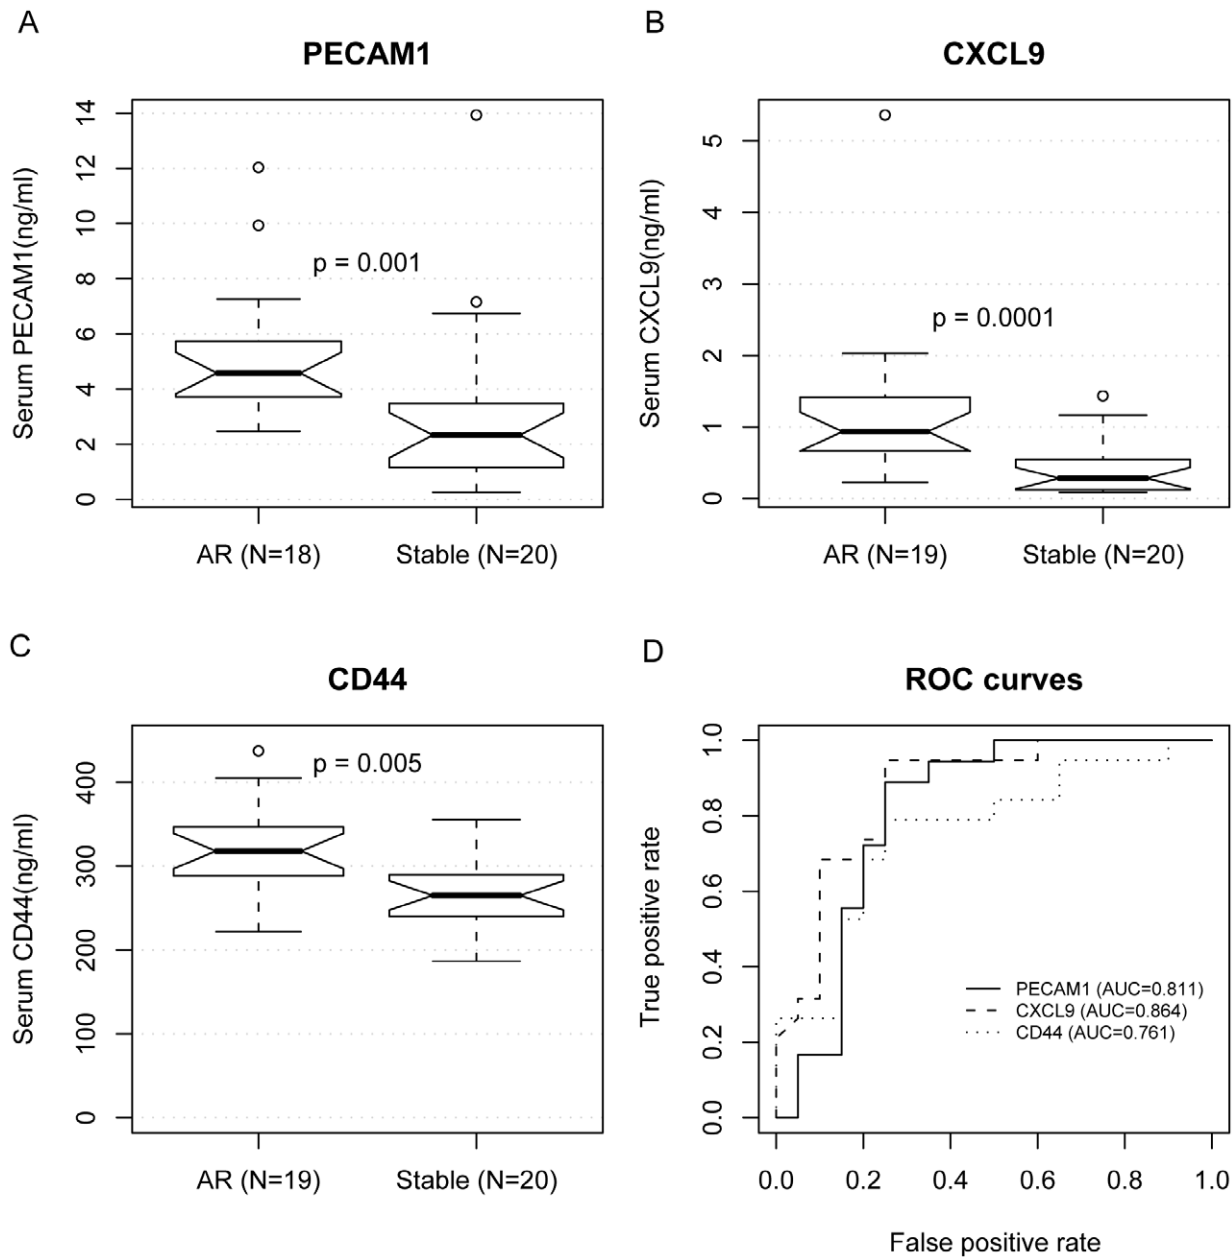 A
PECAM1
Serum PECAM1(ng/ml)
14
12
10
8
6
4
2
0
p = 0.001
AR (N=18)
Stable (N=20)
B
CXCL9
Serum CXCL9(ng/ml)
5
4
3
2
1
0
p = 0.0001
AR (N=19)
Stable (N=20)
C
CD44
Serum CD44(ng/ml)
400
300
200
100
0
p = 0.005
AR (N=19)
Stable (N=20)
D
ROC curves
True positive rate
1.0
0.8
0.6
0.4
0.2
0.0
PECAM1 (AUC=0.811)
CXCL9 (AUC=0.864)
CD44 (AUC=0.761)
0.0 0.2 0.4 0.6 0.8 1.0
False positive rate